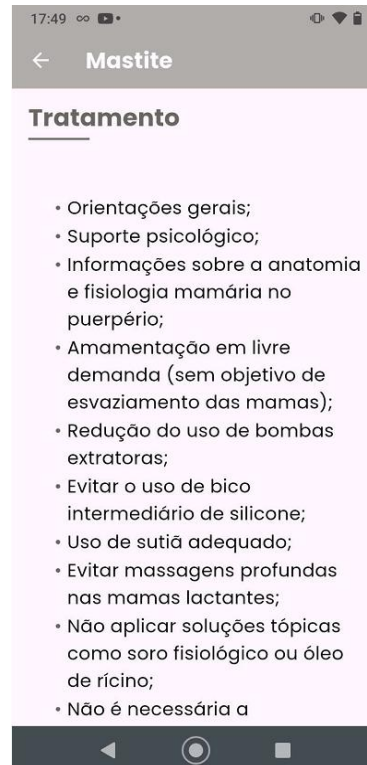 17:49
Mastite
Tratamento
• Orientações gerais;
• Suporte psicológico;
• Informações sobre a anatomia
e fisiologia mamária no
puerpério;
• Amamentação em livre
demanda (sem objetivo de
esvaziamento das mamas);
• Redução do uso de bombas
extratoras;
• Evitar o uso de bico
intermediário de silicone;
• Uso de sutiã adequado;
• Evitar massagens profundas
nas mamas lactantes;
• Não aplicar soluções tópicas
como soro fisiológico ou óleo
de rícino;
• Não é necessária a